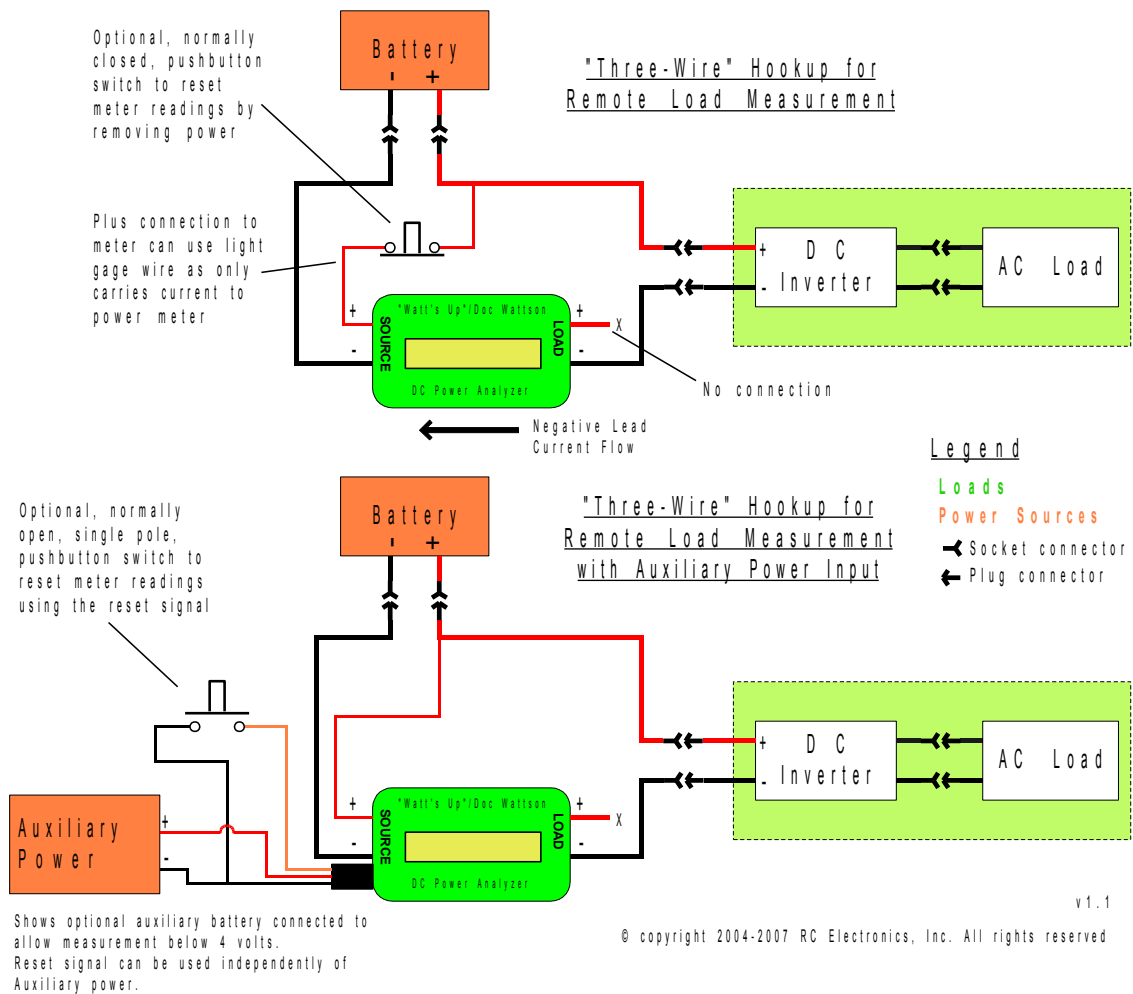 Optional, normally
closed, pushbutton
switch to reset
meter readings by
removing power
Battery
- +
"Three-Wire" Hookup for
Remote Load Measurement
Plus connection to
meter can use light
gage wire as only
carries current to
power meter
+
-
SOURCE
"Watt's Up"/Doc Wattson
DC Power Analyzer
LOAD
+
-
X
No connection
+
-
DC
Inverter
AC Load
Negative Lead
Current Flow
Legend
Loads
Power Sources
Socket connector
Plug connector
Optional, normally
open, single pole,
pushbutton switch to
reset meter readings
using the reset signal
Battery
- +
"Three-Wire" Hookup for
Remote Load Measurement
with Auxiliary Power Input
+
-
DC
Inverter
AC Load
Auxiliary
Power
+
-
+
-
SOURCE
"Watt's Up"/Doc Wattson
DC Power Analyzer
LOAD
+
-
X
Shows optional auxiliary battery connected to
allow measurement below 4 volts.
Reset signal can be used independently of
Auxiliary power.
v1.1
© copyright 2004-2007 RC Electronics, Inc. All rights reserved